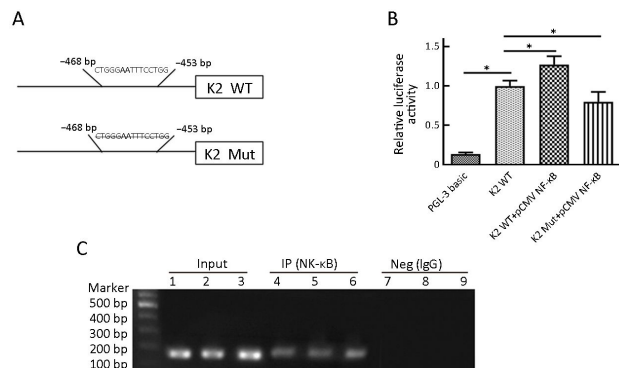 A
−468 bp CTGGGAATTTCCTGG −453 bp
K2 WT
−468 bp CTGGGAATTTCCTGG −453 bp
K2 Mut
B
Relative luciferase activity
1.5
1.0
0.5
0
* * *
PGL-3 basic
K2 WT
K2 WT+pCMV NF-κB
K2 Mut+pCMV NF-κB
C
Input IP (NK-κB) Neg (IgG)
Marker 1 2 3 4 5 6 7 8 9
500 bp
400 bp
300 bp
200 bp
100 bp